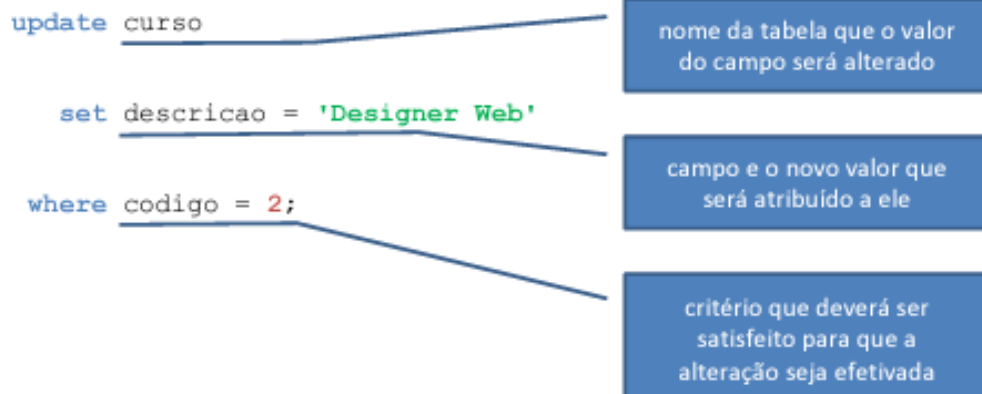 update curso
nome da tabela que o valor
do campo será alterado
set descricao = 'Designer Web'
campo e o novo valor que
será atribuído a ele
where codigo = 2;
critério que deverá ser
satisfeito para que a
alteração seja efetivada